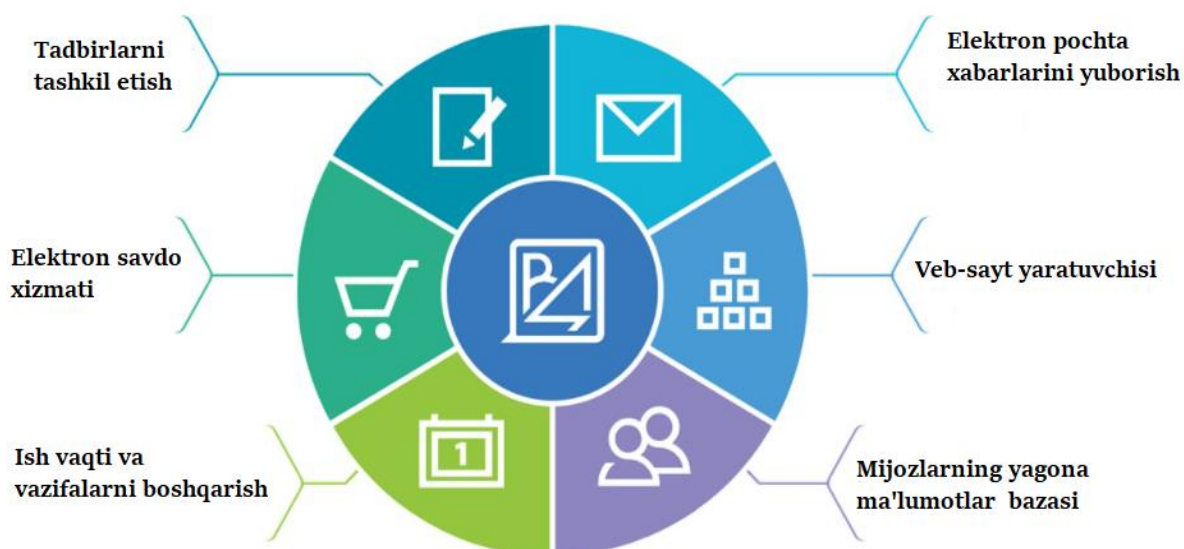 Tadbirlarni
tashkil etish
Elektron pochta
xabarlarini yuborish
Elektron savdo
xizmati
Veb-sayt yaratuvchisi
Ish vaqti va
vazifalarni boshqarish
1
Mijozlarning yagona
ma'lumotlar bazasi